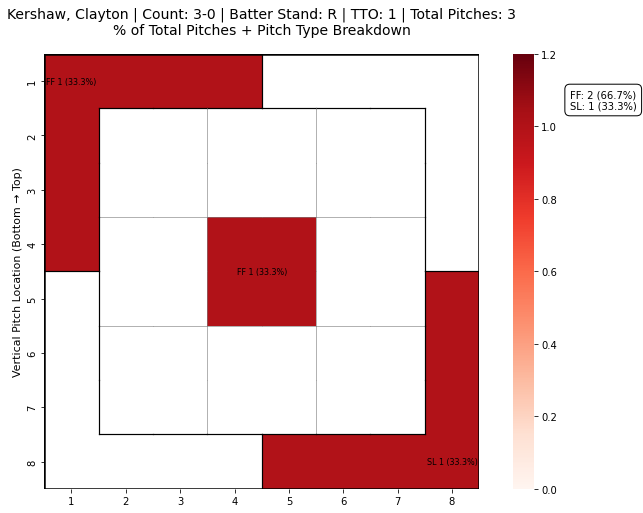 Kershaw, Clayton | Count: 3-0 | Batter Stand: R | TTO: 1 | Total Pitches: 3
% of Total Pitches + Pitch Type Breakdown
FF: 2 (66.7%)
SL: 1 (33.3%)
FF 1 (33.3%)
FF 1 (33.3%)
SL 1 (33.3%)
Vertical Pitch Location (Bottom → Top)
1
2
3
4
5
6
7
8
1 2 3 4 5 6 7 8
1.2
1.0
0.8
0.6
0.4
0.2
0.0